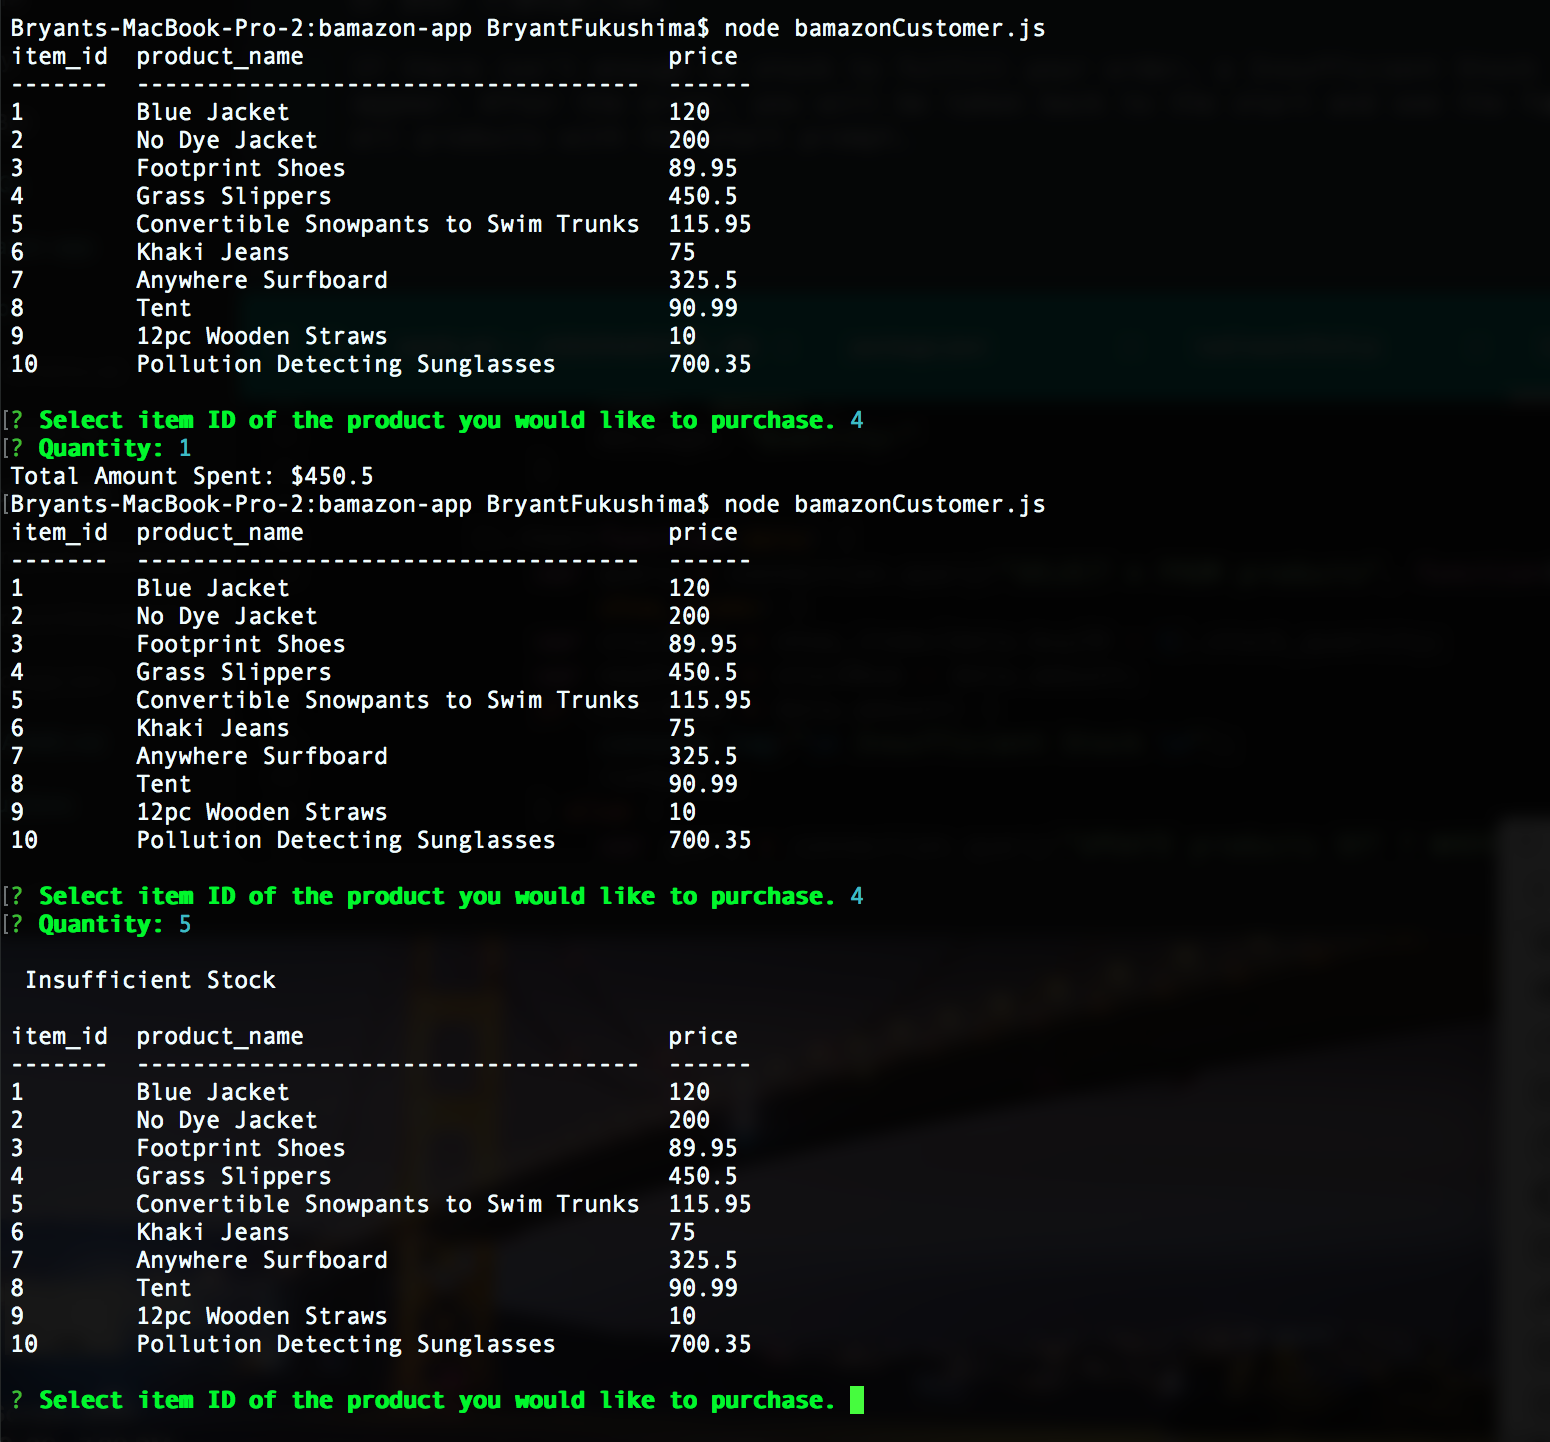 Bryants-MacBook-Pro-2:bamazon-app BryantFukushima$ node bamazonCustomer.js
item_id  product_name                          price
-------  ------------------------------------  ------
1        Blue Jacket                           120
2        No Dye Jacket                         200
3        Footprint Shoes                       89.95
4        Grass Slippers                        450.5
5        Convertible Snowpants to Swim Trunks  115.95
6        Khaki Jeans                           75
7        Anywhere Surfboard                    325.5
8        Tent                                  90.99
9        12pc Wooden Straws                    10
10       Pollution Detecting Sunglasses        700.35
[? Select item ID of the product you would like to purchase. 4
[? Quantity: 1
Total Amount Spent: $450.5
[Bryants-MacBook-Pro-2:bamazon-app BryantFukushima$ node bamazonCustomer.js
item_id  product_name                          price
-------  ------------------------------------  ------
1        Blue Jacket                           120
2        No Dye Jacket                         200
3        Footprint Shoes                       89.95
4        Grass Slippers                        450.5
5        Convertible Snowpants to Swim Trunks  115.95
6        Khaki Jeans                           75
7        Anywhere Surfboard                    325.5
8        Tent                                  90.99
9        12pc Wooden Straws                    10
10       Pollution Detecting Sunglasses        700.35
[? Select item ID of the product you would like to purchase. 4
[? Quantity: 5
Insufficient Stock
item_id  product_name                          price
-------  ------------------------------------  ------
1        Blue Jacket                           120
2        No Dye Jacket                         200
3        Footprint Shoes                       89.95
4        Grass Slippers                        450.5
5        Convertible Snowpants to Swim Trunks  115.95
6        Khaki Jeans                           75
7        Anywhere Surfboard                    325.5
8        Tent                                  90.99
9        12pc Wooden Straws                    10
10       Pollution Detecting Sunglasses        700.35
? Select item ID of the product you would like to purchase.